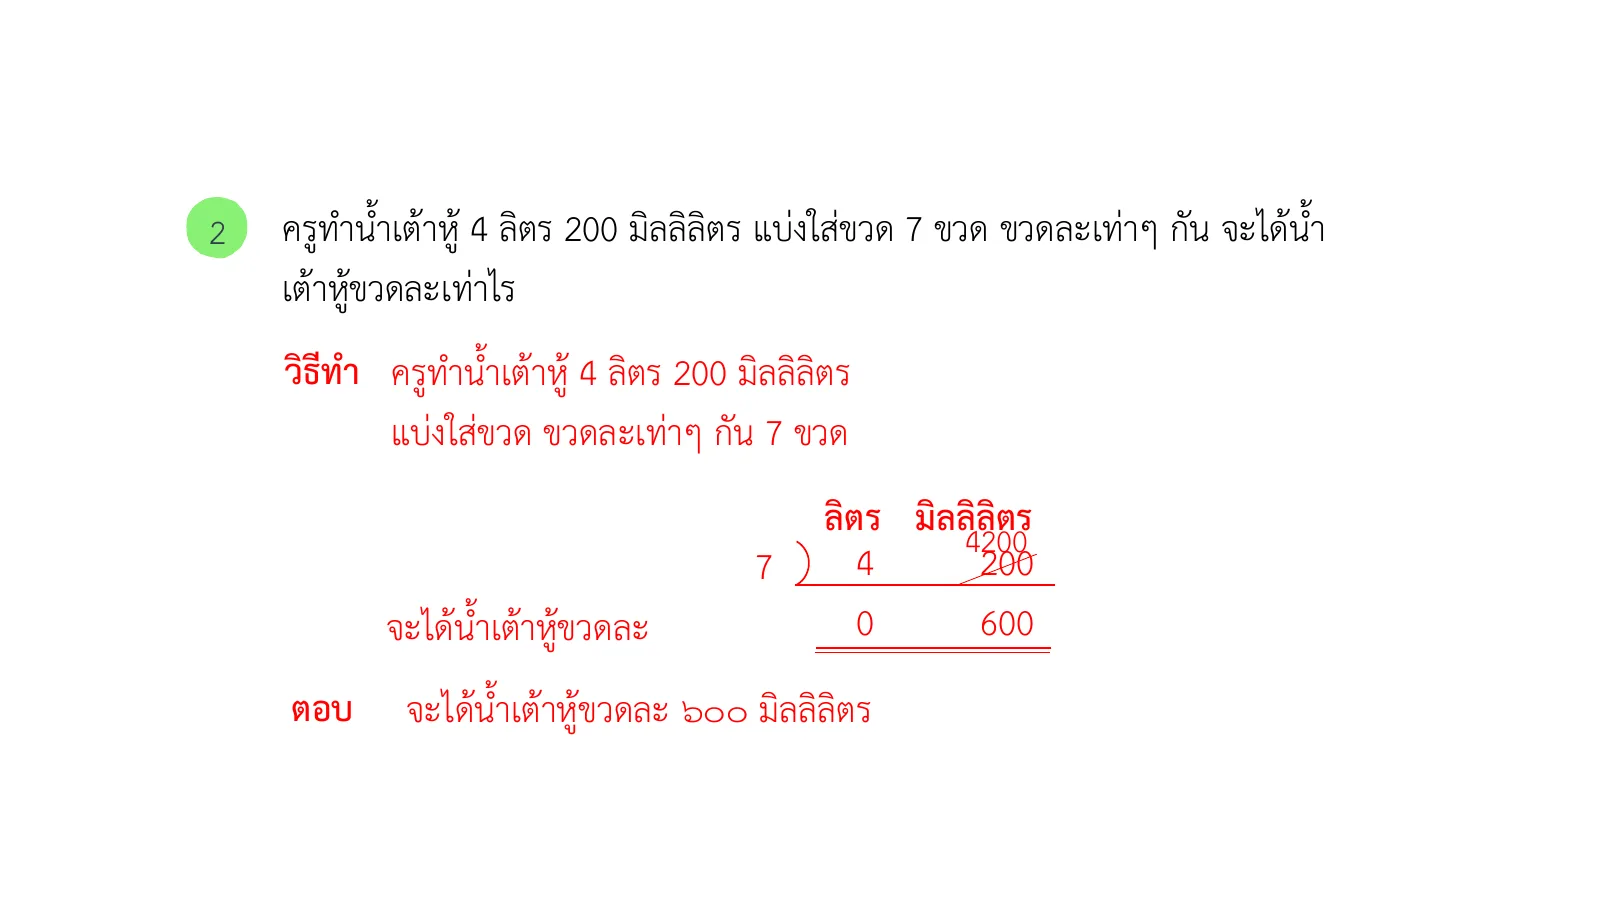 2 ครูทำน้ำเต้าหู้ 4 ลิตร 200 มิลลิลิตร แบ่งใส่ขวด 7 ขวด ขวดละเท่าๆ กัน จะได้น้ำ
เต้าหู้ขวดละเท่าไร
วิธีทำ ครูทำน้ำเต้าหู้ 4 ลิตร 200 มิลลิลิตร
แบ่งใส่ขวด ขวดละเท่าๆ กัน 7 ขวด
ลิตร มิลลิลิตร
4200
7 ) 4 200
จะได้น้ำเต้าหู้ขวดละ 0 600
ตอบ จะได้น้ำเต้าหู้ขวดละ ๖๐๐ มิลลิลิตร